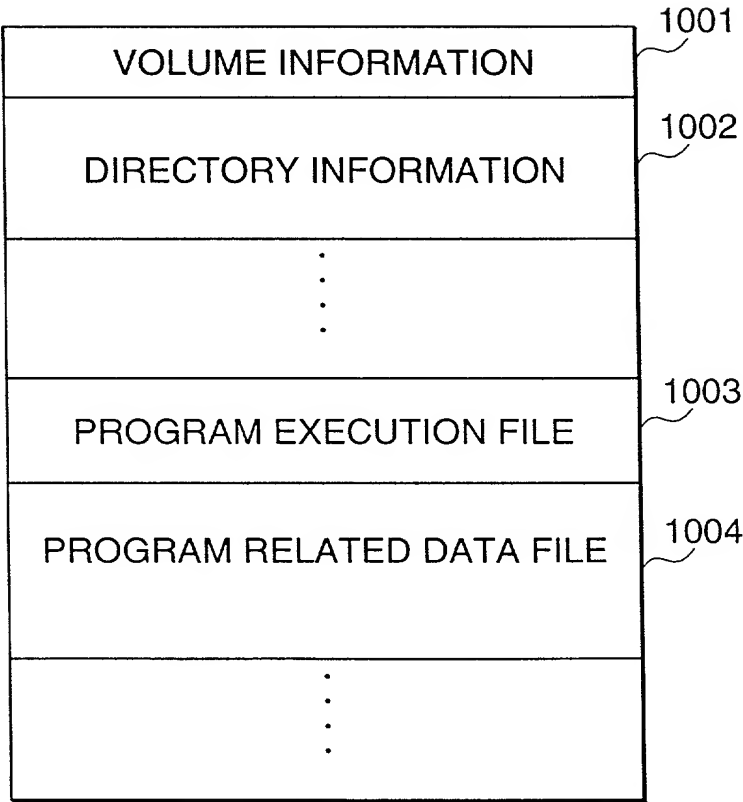 1001
VOLUME INFORMATION
1002
DIRECTORY INFORMATION
1003
PROGRAM EXECUTION FILE
1004
PROGRAM RELATED DATA FILE